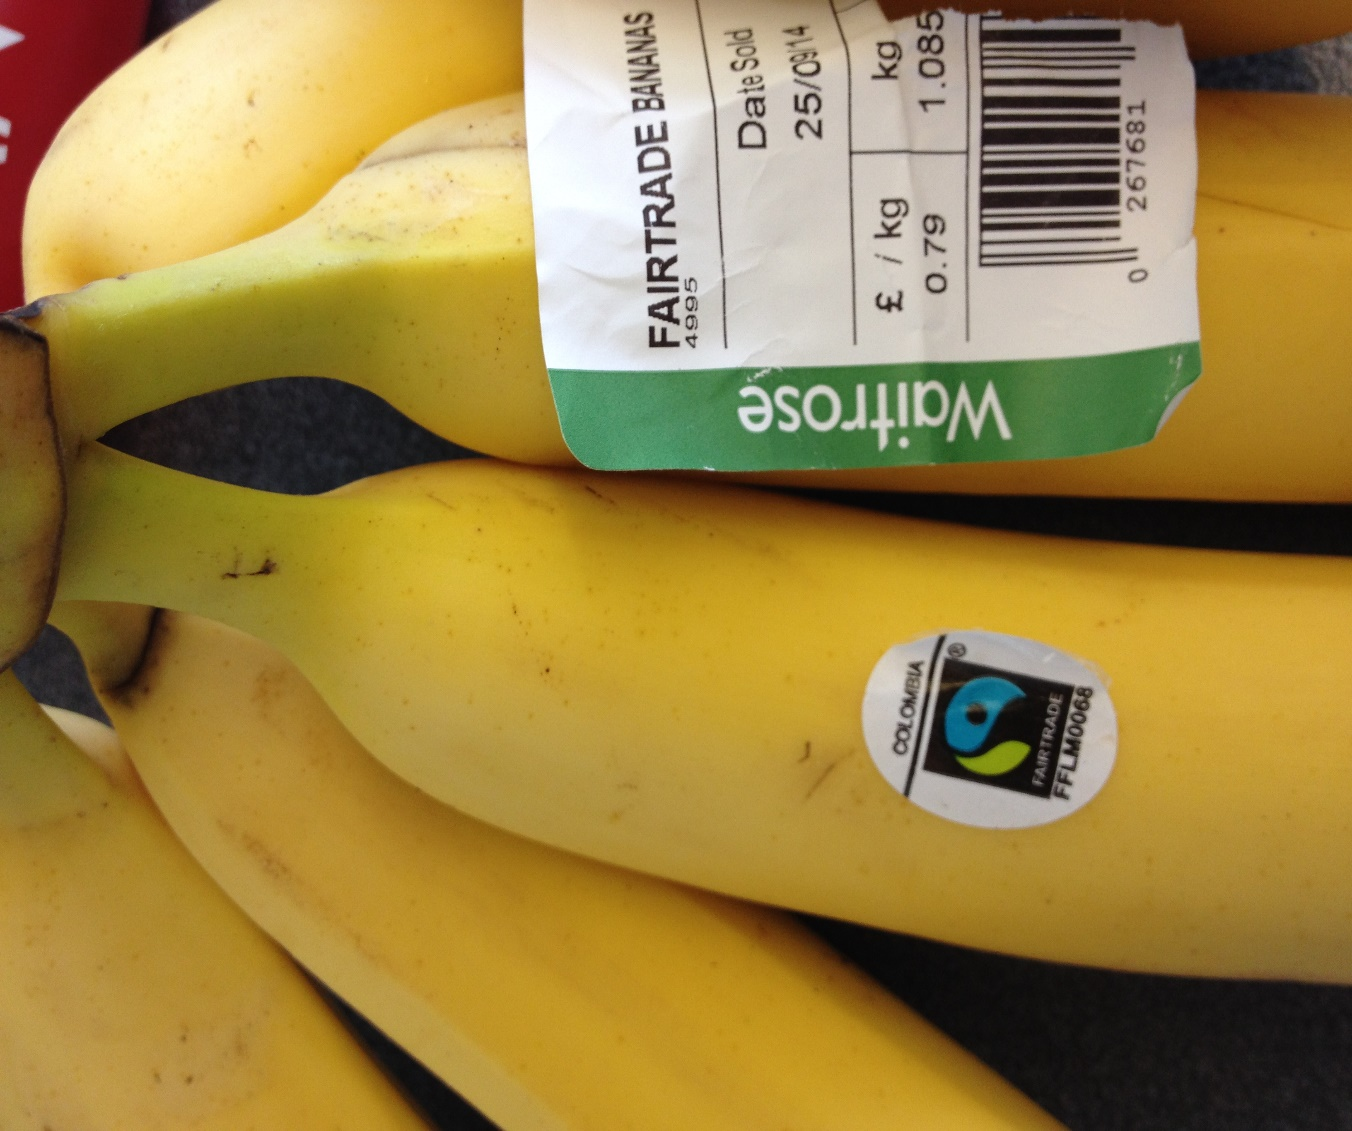 Waitrose
FAIRTRADE BANANAS
4995
Date Sold
25/09/14
£ / kg kg
0.79 1.085
0 267681
COLOMBIA
®
FAIRTRADE
FFLM0068